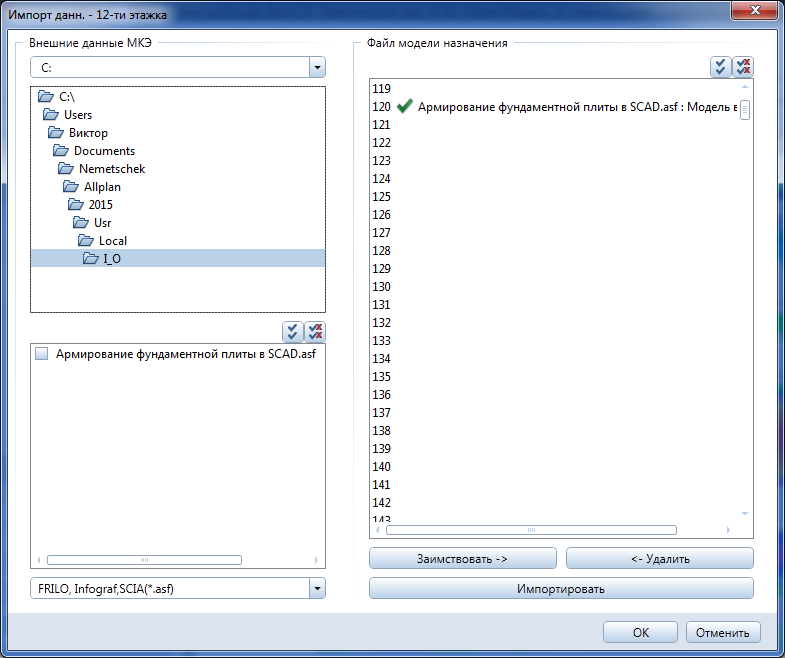 Импорт данн. - 12-ти этажка
Внешние данные МКЭ
C:
C:\
Users
Виктор
Documents
Nemetschek
Allplan
2015
Usr
Local
I_O
Армирование фундаментной плиты в SCAD.asf
FRILO, Infograf,SCIA(*.asf)
Файл модели назначения
119
120 Армирование фундаментной плиты в SCAD.asf : Модель в
121
122
123
124
125
126
127
128
129
130
131
132
133
134
135
136
137
138
139
140
141
142
143
Заимствовать ->
<- Удалить
Импортировать
OK
Отменить